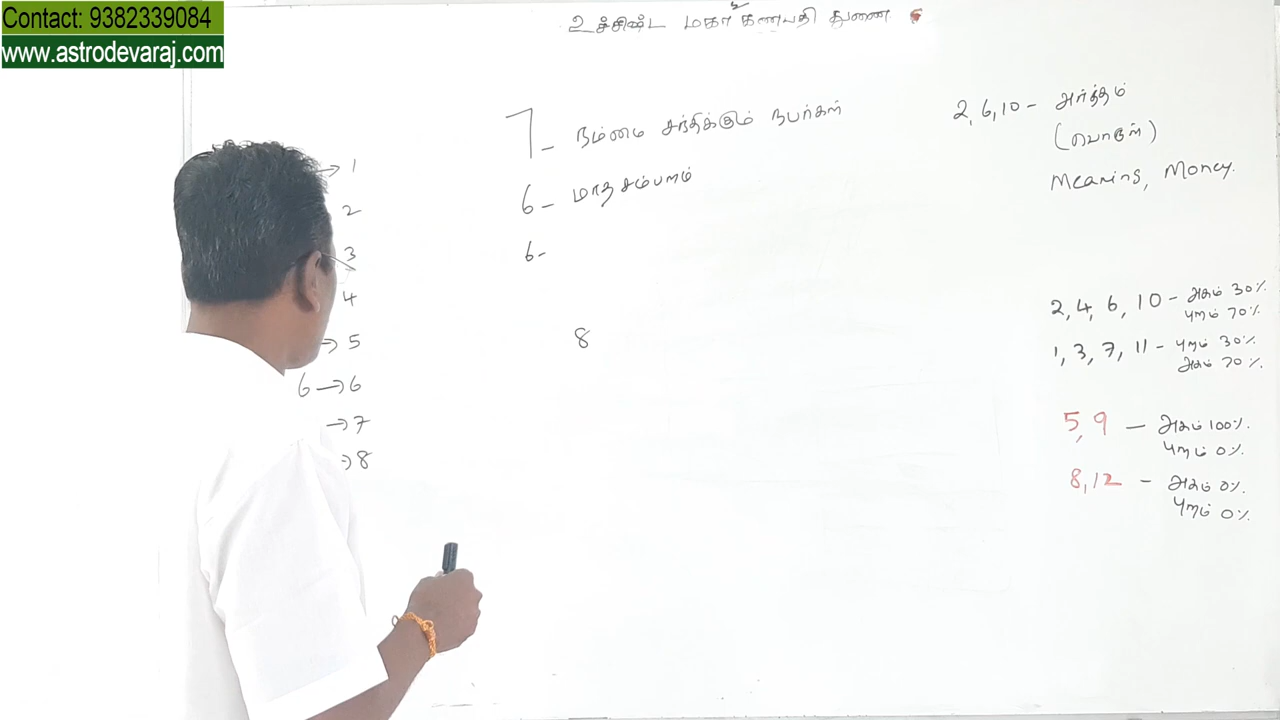 Contact: 9382339084
www.astrodevaraj.com
உச்சிஷ்ட மகா கணபதி துணை
7 - நம்மை சந்திக்கும் நபர்கள்
6 - மாத சம்பளம்
6 -
8
→ 1
2
3
4
→ 5
6 → 6
→ 7
→ 8
2, 6, 10 - அர்த்தம்
(பொருள்)
Meaning, Money.
2, 4, 6, 10 - அகம் 30%
புறம் 70%
1, 3, 7, 11 - புறம் 30%
அகம் 70%
5, 9 - அகம் 100%
புறம் 0%
8, 12 - அகம் 0%
புறம் 0%